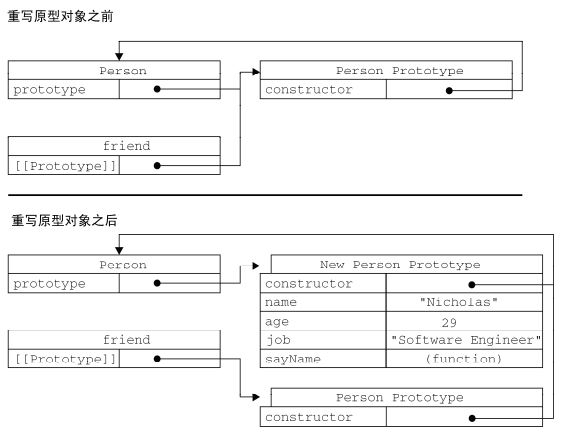 重写原型对象之前
Person
Person Prototype
prototype
constructor
friend
[[Prototype]]
重写原型对象之后
Person
New Person Prototype
prototype
constructor
name "Nicholas"
age 29
friend
job "Software Engineer"
[[Prototype]]
sayName (function)
Person Prototype
constructor